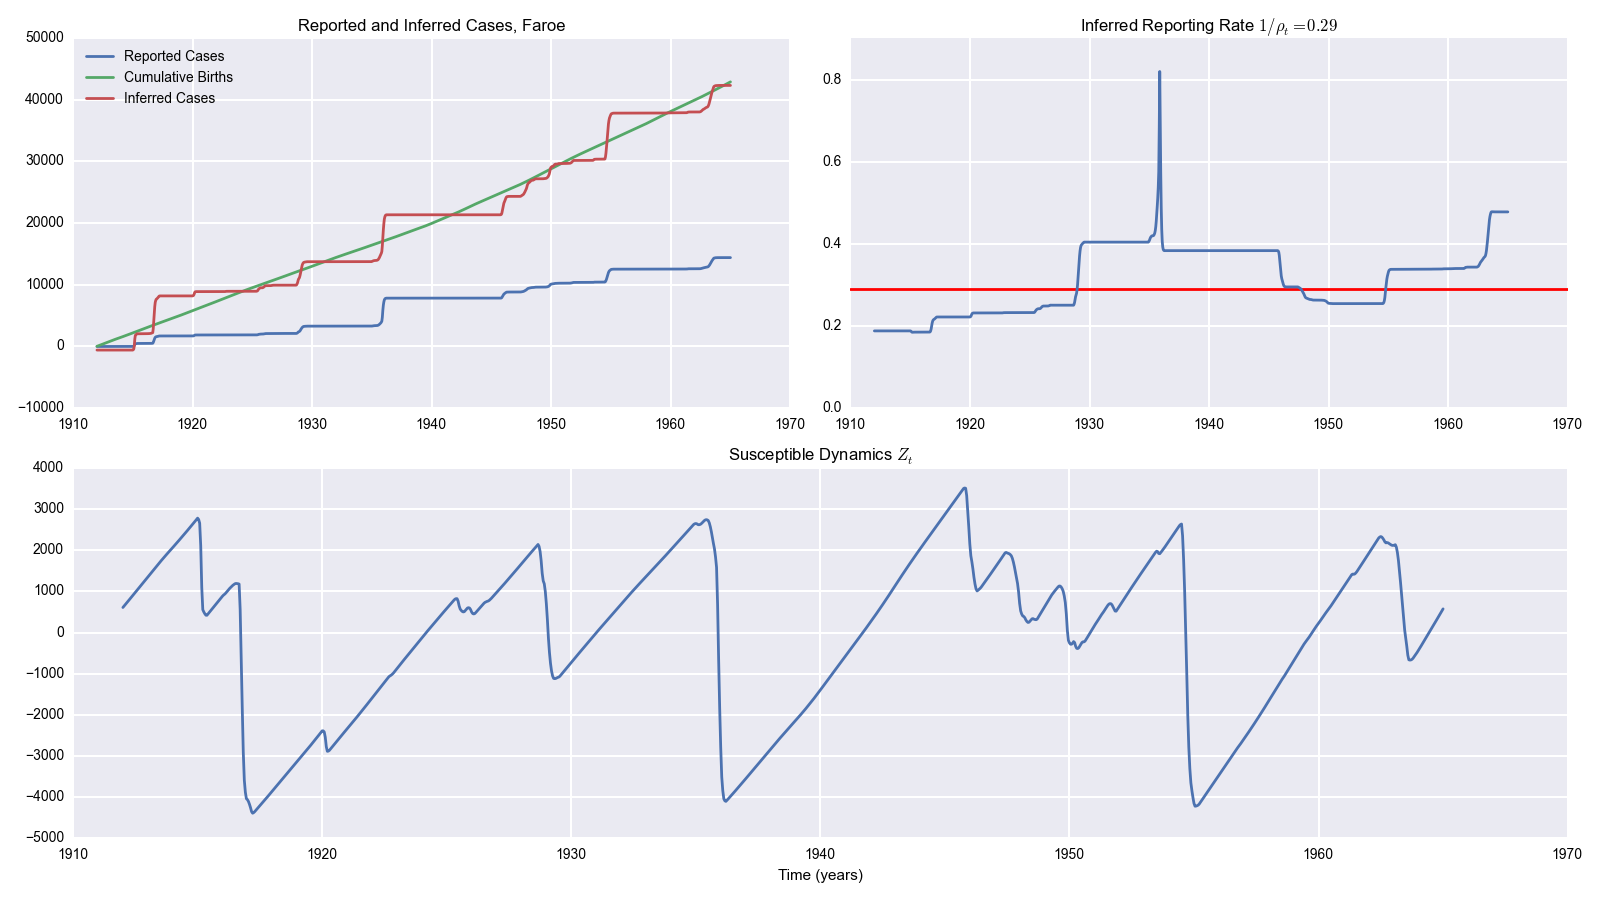 Reported and Inferred Cases, Faroe
50000
40000
30000
20000
10000
0
−10000
1910 1920 1930 1940 1950 1960 1970
Reported Cases
Cumulative Births
Inferred Cases
Inferred Reporting Rate 1/ρ_t =0.29
0.8
0.6
0.4
0.2
0.0
1910 1920 1930 1940 1950 1960 1970
Susceptible Dynamics Z_t
4000
3000
2000
1000
0
−1000
−2000
−3000
−4000
−5000
1910 1920 1930 1940 1950 1960 1970
Time (years)